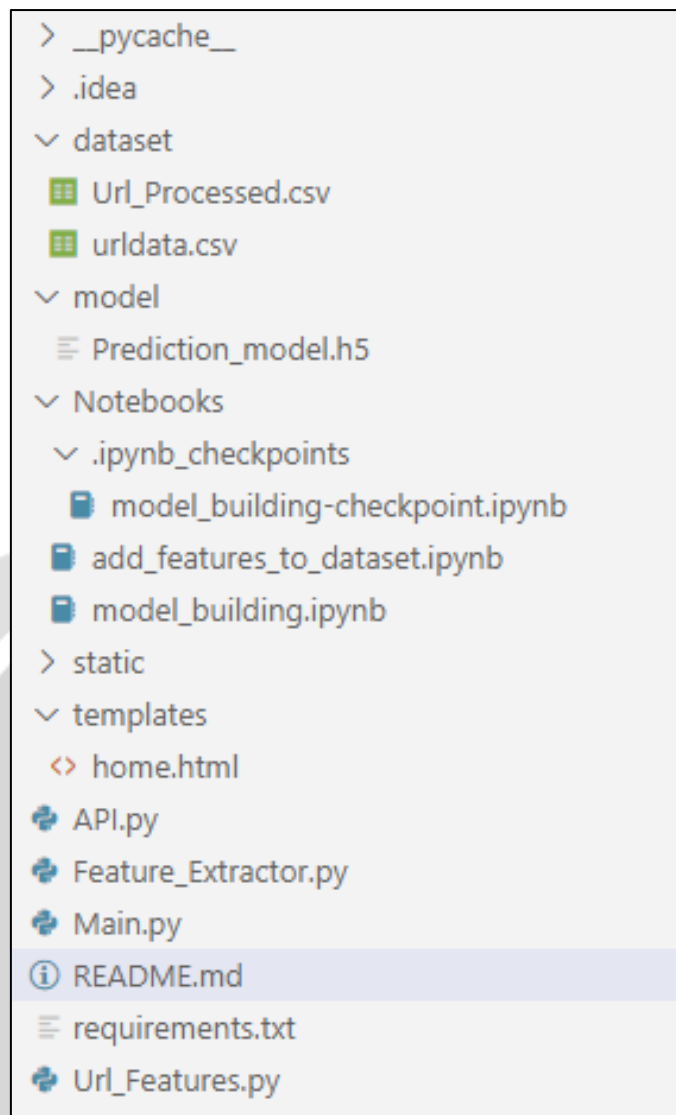 __pycache__
.idea
dataset
Url_Processed.csv
urldata.csv
model
Prediction_model.h5
Notebooks
.ipynb_checkpoints
model_building-checkpoint.ipynb
add_features_to_dataset.ipynb
model_building.ipynb
static
templates
home.html
API.py
Feature_Extractor.py
Main.py
README.md
requirements.txt
Url_Features.py